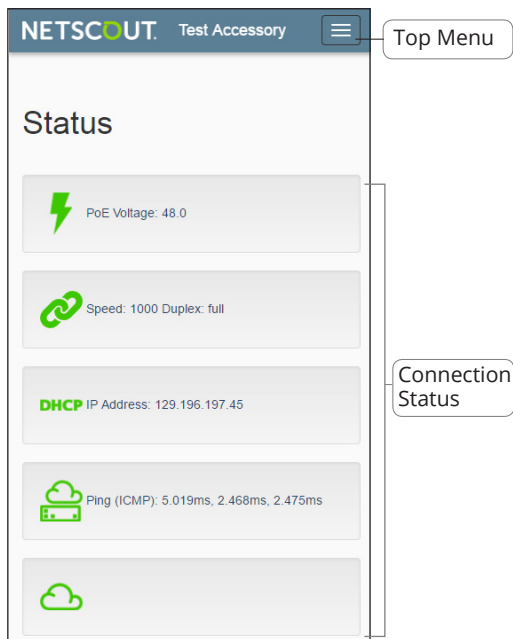 NETSCOUT. Test Accessory
Top Menu
Status
PoE Voltage: 48.0
Speed: 1000 Duplex: full
Connection
Status
DHCP IP Address: 129.196.197.45
Ping (ICMP): 5.019ms, 2.468ms, 2.475ms